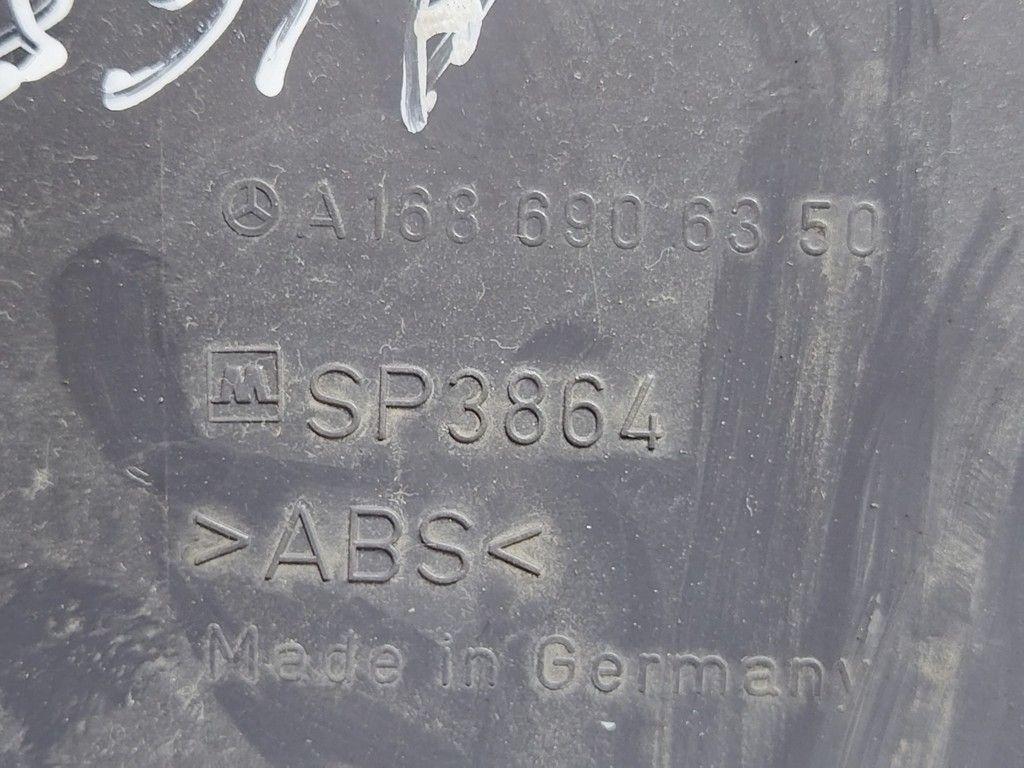 A 168 690 63 50
SP3864
>ABS<
Made in Germany